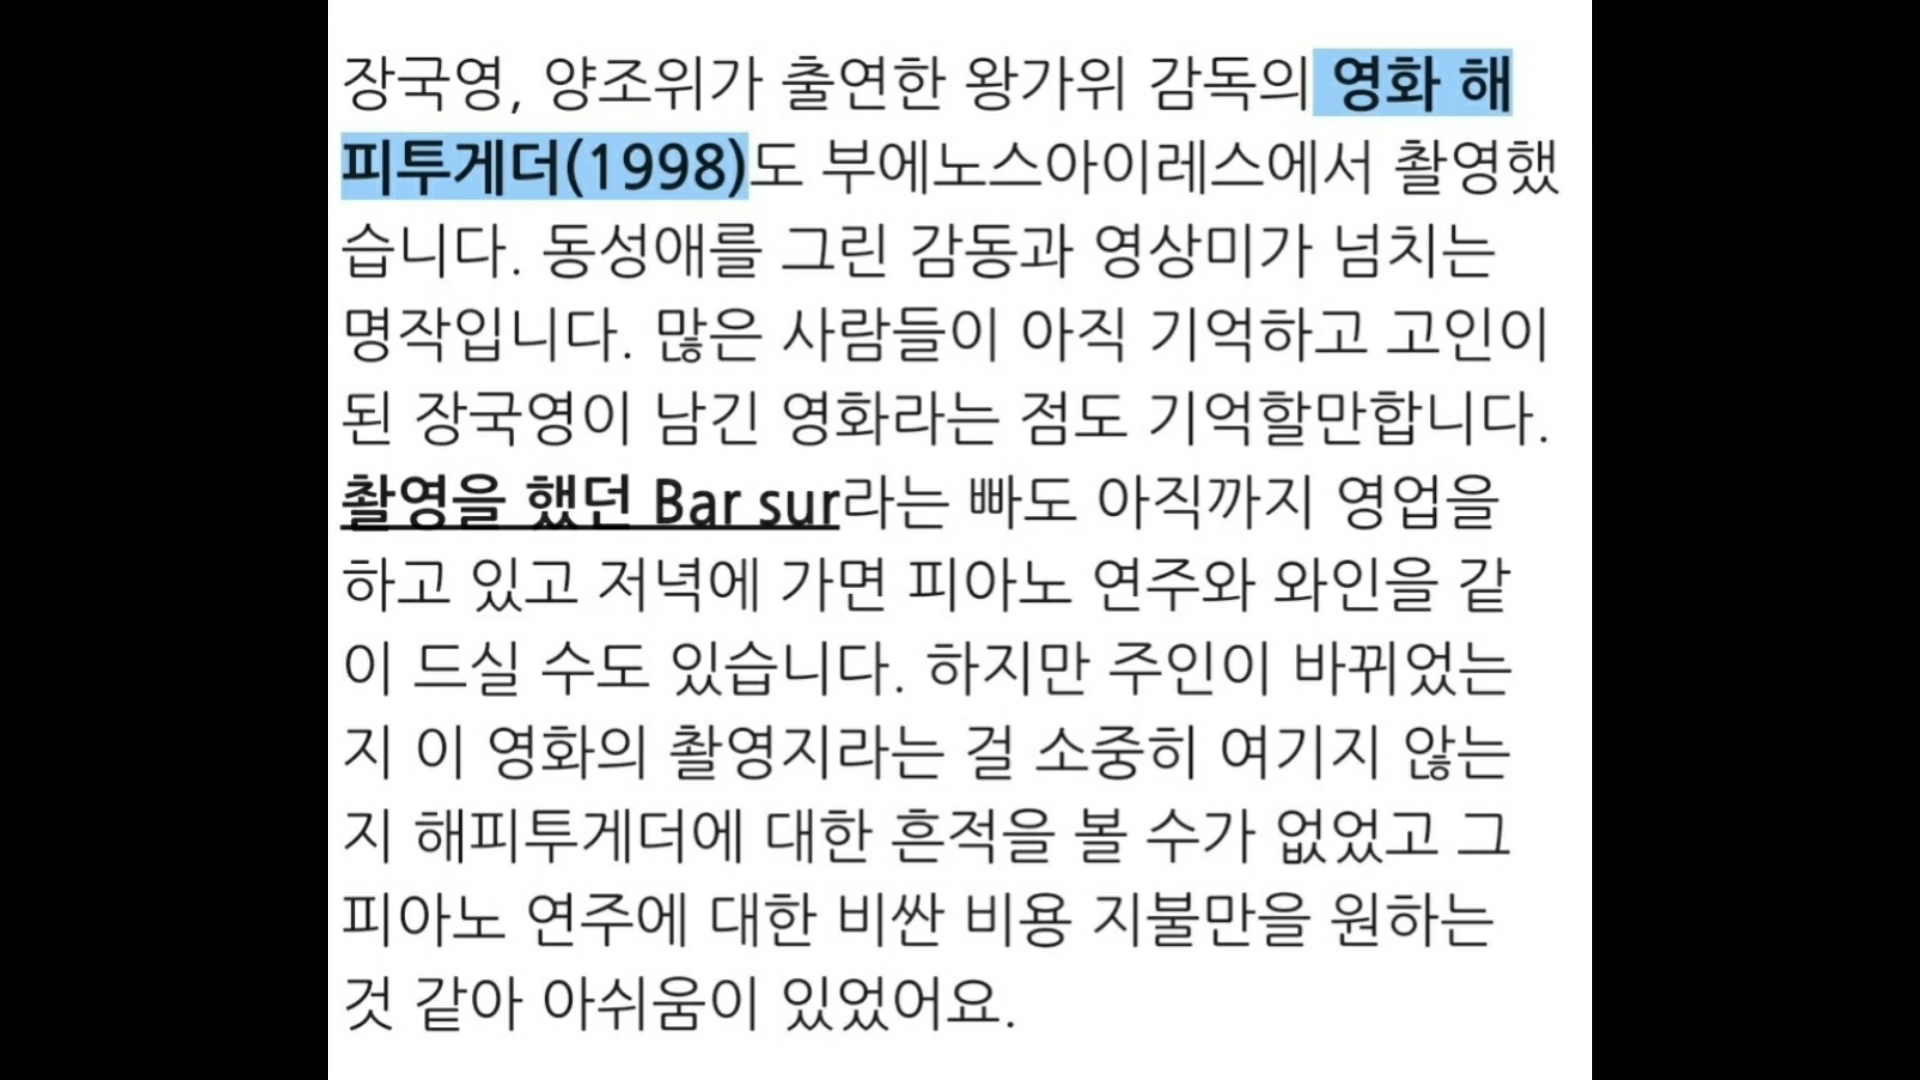 장국영, 양조위가 출연한 왕가위 감독의 영화 해
피투게더(1998)도 부에노스아이레스에서 촬영했
습니다. 동성애를 그린 감동과 영상미가 넘치는
명작입니다. 많은 사람들이 아직 기억하고 고인이
된 장국영이 남긴 영화라는 점도 기억할만합니다.
촬영을 했던 Bar sur라는 빠도 아직까지 영업을
하고 있고 저녁에 가면 피아노 연주와 와인을 같
이 드실 수도 있습니다. 하지만 주인이 바뀌었는
지 이 영화의 촬영지라는 걸 소중히 여기지 않는
지 해피투게더에 대한 흔적을 볼 수가 없었고 그
피아노 연주에 대한 비싼 비용 지불만을 원하는
것 같아 아쉬움이 있었어요.